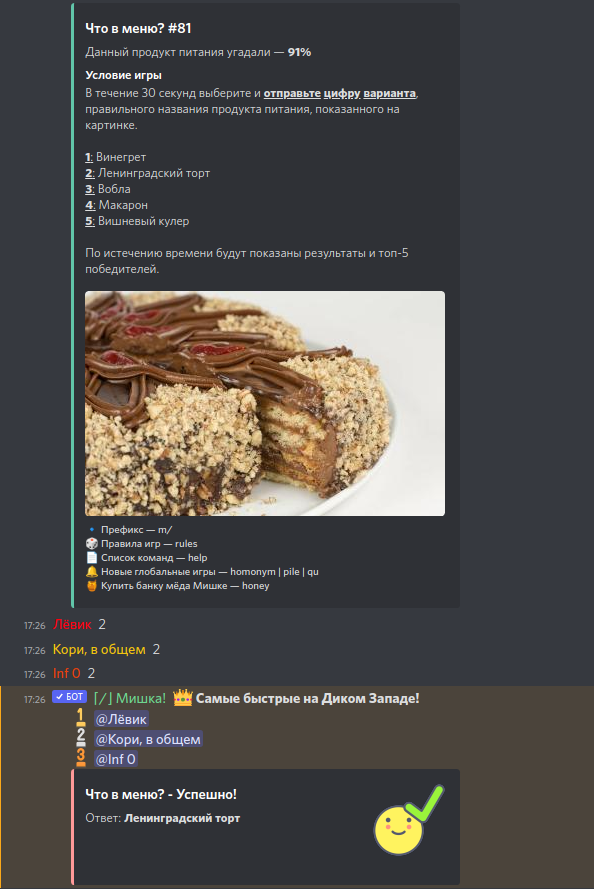 Что в меню? #81
Данный продукт питания угадали — 91%
Условие игры
В течение 30 секунд выберите и отправьте цифру варианта,
правильного названия продукта питания, показанного на
картинке.
1: Винегрет
2: Ленинградский торт
3: Вобла
4: Макарон
5: Вишневый кулер
По истечению времени будут показаны результаты и топ-5
победителей.
Префикс — m/
Правила игр — rules
Список команд — help
Новые глобальные игры — homonym | pile | qu
Купить банку мёда Мишке — honey
17:26 Лёвик 2
17:26 Кори, в общем 2
17:26 Inf 0 2
17:26 ✓ БОТ [/] Мишка! 👑 Самые быстрые на Диком Западе!
1 @Лёвик
2 @Кори, в общем
3 @Inf 0
Что в меню? - Успешно!
Ответ: Ленинградский торт